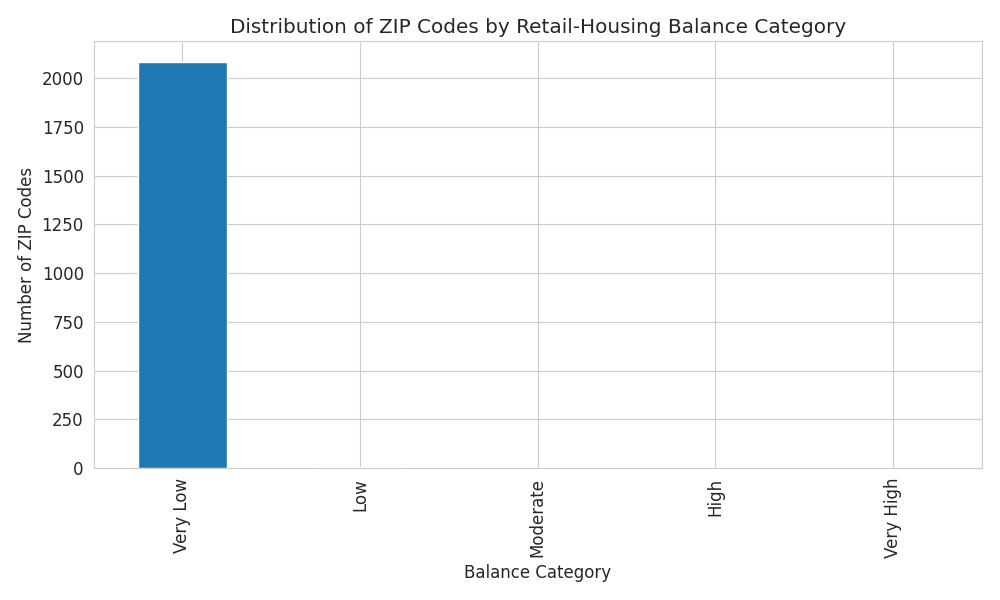 Distribution of ZIP Codes by Retail-Housing Balance Category
Number of ZIP Codes
2000
1750
1500
1250
1000
750
500
250
0
Very Low
Low
Moderate
High
Very High
Balance Category